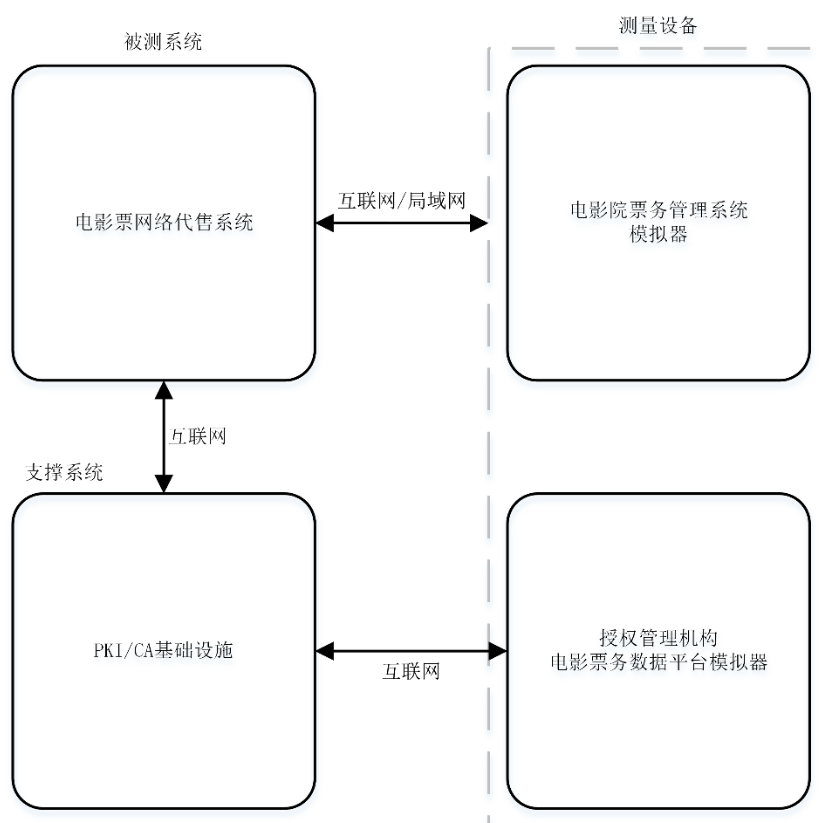 被测系统
测量设备
电影票网络代售系统
互联网/局域网
电影院票务管理系统
模拟器
互联网
支撑系统
PKI/CA基础设施
互联网
授权管理机构
电影票务数据平台模拟器